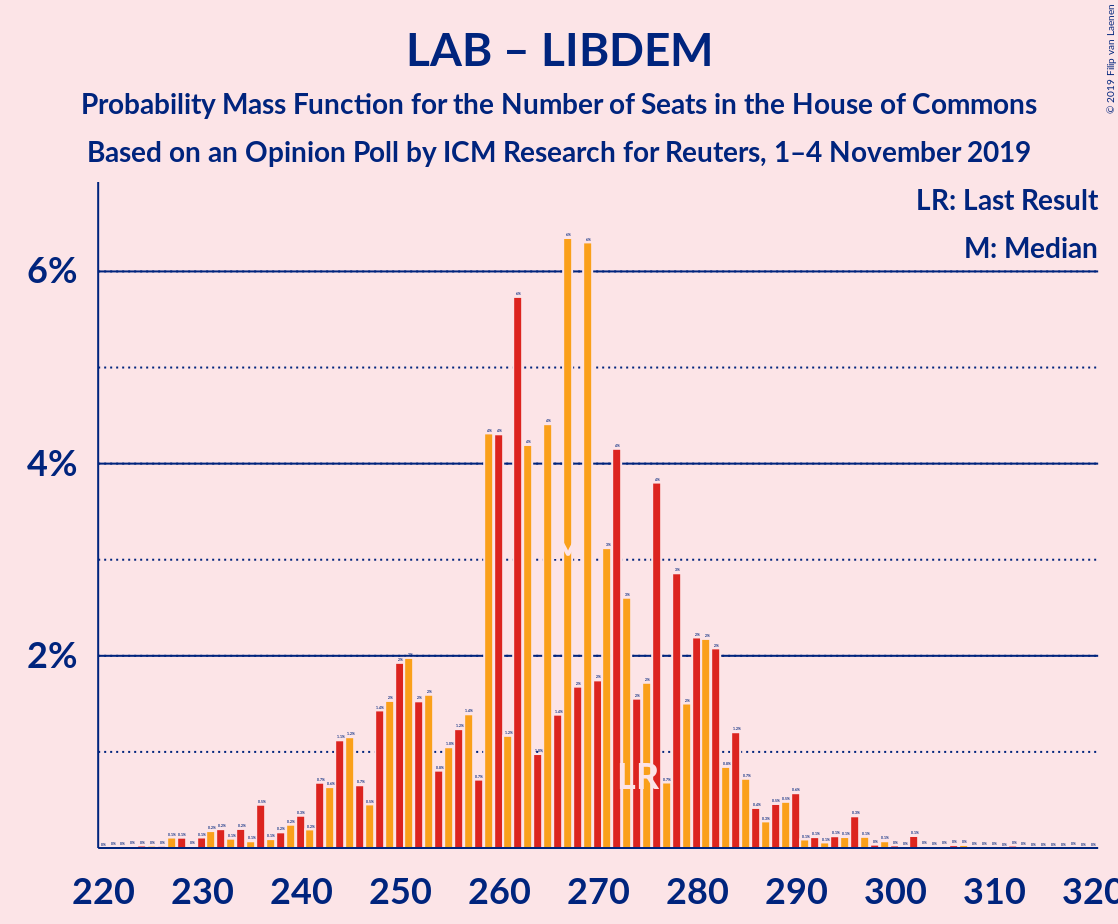 LAB – LIBDEM
Probability Mass Function for the Number of Seats in the House of Commons
Based on an Opinion Poll by ICM Research for Reuters, 1–4 November 2019
© 2019 Filip van Laenen
LR: Last Result
M: Median
6%
4%
2%
M
LR
220 230 240 250 260 270 280 290 300 310 320